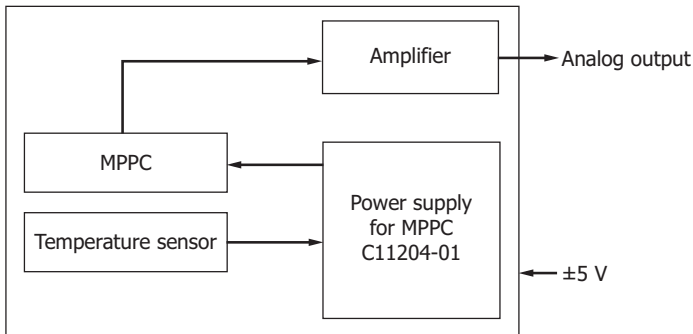 Amplifier
Analog output
MPPC
Power supply
for MPPC
C11204-01
Temperature sensor
±5 V